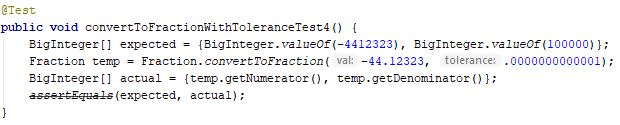 @Test
public void convertToFractionWithToleranceTest4() {
BigInteger[] expected = {BigInteger.valueOf(-4412323), BigInteger.valueOf(100000)};
Fraction temp = Fraction.convertToFraction( val: -44.12323, tolerance: .0000000000001);
BigInteger[] actual = {temp.getNumerator(), temp.getDenominator()};
assertEquals(expected, actual);
}